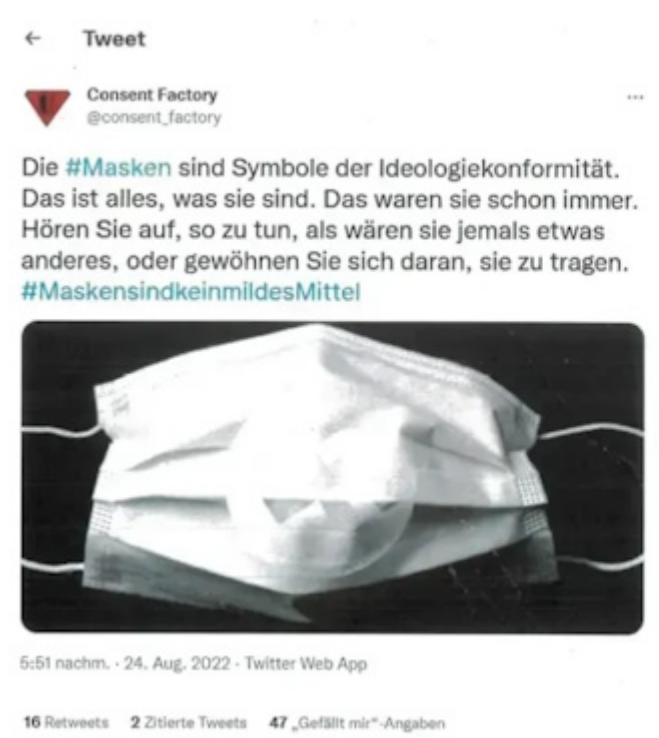 ← Tweet
Consent Factory
@consent_factory
...
Die #Masken sind Symbole der Ideologiekonformität.
Das ist alles, was sie sind. Das waren sie schon immer.
Hören Sie auf, so zu tun, als wären sie jemals etwas
anderes, oder gewöhnen Sie sich daran, sie zu tragen.
#MaskensindkeinmildesMittel
5:51 nachm. · 24. Aug. 2022 · Twitter Web App
16 Retweets 2 Zitierte Tweets 47 „Gefällt mir“-Angaben